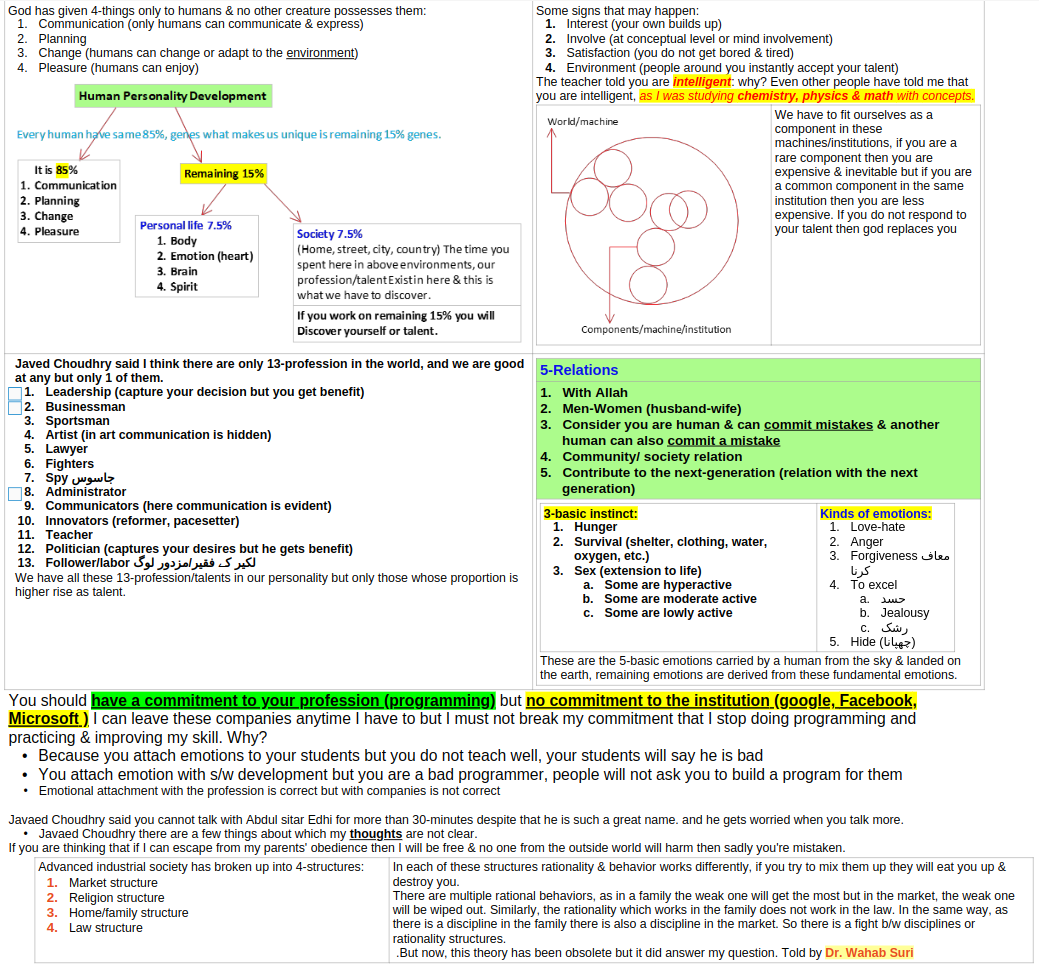 God has given 4-things only to humans & no other creature possesses them:
1. Communication (only humans can communicate & express)
2. Planning
3. Change (humans can change or adapt to the environment)
4. Pleasure (humans can enjoy)
Human Personality Development
Every human have same 85%, genes what makes us unique is remaining 15% genes.
It is 85%
1. Communication
2. Planning
3. Change
4. Pleasure
Remaining 15%
Personal life 7.5%
1. Body
2. Emotion (heart)
3. Brain
4. Spirit
Society 7.5%
(Home, street, city, country) The time you
spent here in above environments, our
profession/talent Exist in here & this is
what we have to discover.
If you work on remaining 15% you will
Discover yourself or talent.
Some signs that may happen:
1. Interest (your own builds up)
2. Involve (at conceptual level or mind involvement)
3. Satisfaction (you do not get bored & tired)
4. Environment (people around you instantly accept your talent)
The teacher told you are intelligent: why? Even other people have told me that
you are intelligent, as I was studying chemistry, physics & math with concepts.
World/machine
Components/machine/institution
We have to fit ourselves as a
component in these
machines/institutions, if you are a
rare component then you are
expensive & inevitable but if you are
a common component in the same
institution then you are less
expensive. If you do not respond to
your talent then god replaces you
Javed Choudhry said I think there are only 13-profession in the world, and we are good
at any but only 1 of them.
1. Leadership (capture your decision but you get benefit)
2. Businessman
3. Sportsman
4. Artist (in art communication is hidden)
5. Lawyer
6. Fighters
7. Spy جاسوس
8. Administrator
9. Communicators (here communication is evident)
10. Innovators (reformer, pacesetter)
11. Teacher
12. Politician (captures your desires but he gets benefit)
13. Follower/labor لکیر کے فقیر/مزدور لوگ
We have all these 13-profession/talents in our personality but only those whose proportion is
higher rise as talent.
5-Relations
1. With Allah
2. Men-Women (husband-wife)
3. Consider you are human & can commit mistakes & another
human can also commit a mistake
4. Community/ society relation
5. Contribute to the next-generation (relation with the next
generation)
3-basic instinct:
1. Hunger
2. Survival (shelter, clothing, water,
oxygen, etc.)
3. Sex (extension to life)
a. Some are hyperactive
b. Some are moderate active
c. Some are lowly active
Kinds of emotions:
1. Love-hate
2. Anger
3. Forgiveness معاف
کرنا
4. To excel
a. حسد
b. Jealousy
c. رشک
5. Hide (چھپانا)
These are the 5-basic emotions carried by a human from the sky & landed on
the earth, remaining emotions are derived from these fundamental emotions.
You should have a commitment to your profession (programming) but no commitment to the institution (google, Facebook,
Microsoft ) I can leave these companies anytime I have to but I must not break my commitment that I stop doing programming and
practicing & improving my skill. Why?
• Because you attach emotions to your students but you do not teach well, your students will say he is bad
• You attach emotion with s/w development but you are a bad programmer, people will not ask you to build a program for them
• Emotional attachment with the profession is correct but with companies is not correct
Javaed Choudhry said you cannot talk with Abdul sitar Edhi for more than 30-minutes despite that he is such a great name. and he gets worried when you talk more.
• Javaed Choudhry there are a few things about which my thoughts are not clear.
If you are thinking that if I can escape from my parents' obedience then I will be free & no one from the outside world will harm then sadly you're mistaken.
Advanced industrial society has broken up into 4-structures:
1. Market structure
2. Religion structure
3. Home/family structure
4. Law structure
In each of these structures rationality & behavior works differently, if you try to mix them up they will eat you up &
destroy you.
There are multiple rational behaviors, as in a family the weak one will get the most but in the market, the weak one
will be wiped out. Similarly, the rationality which works in the family does not work in the law. In the same way, as
there is a discipline in the family there is also a discipline in the market. So there is a fight b/w disciplines or
rationality structures.
.But now, this theory has been obsolete but it did answer my question. Told by Dr. Wahab Suri